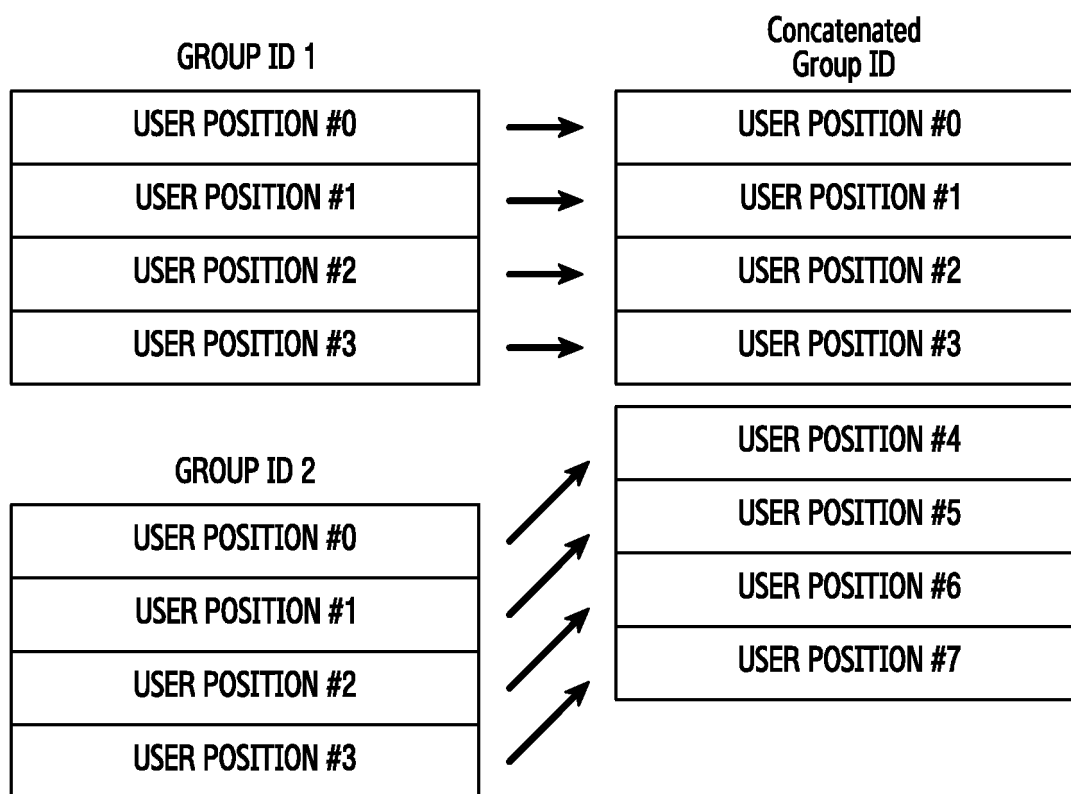 GROUP ID 1
USER POSITION #0
USER POSITION #1
USER POSITION #2
USER POSITION #3
GROUP ID 2
USER POSITION #0
USER POSITION #1
USER POSITION #2
USER POSITION #3
Concatenated
Group ID
USER POSITION #0
USER POSITION #1
USER POSITION #2
USER POSITION #3
USER POSITION #4
USER POSITION #5
USER POSITION #6
USER POSITION #7